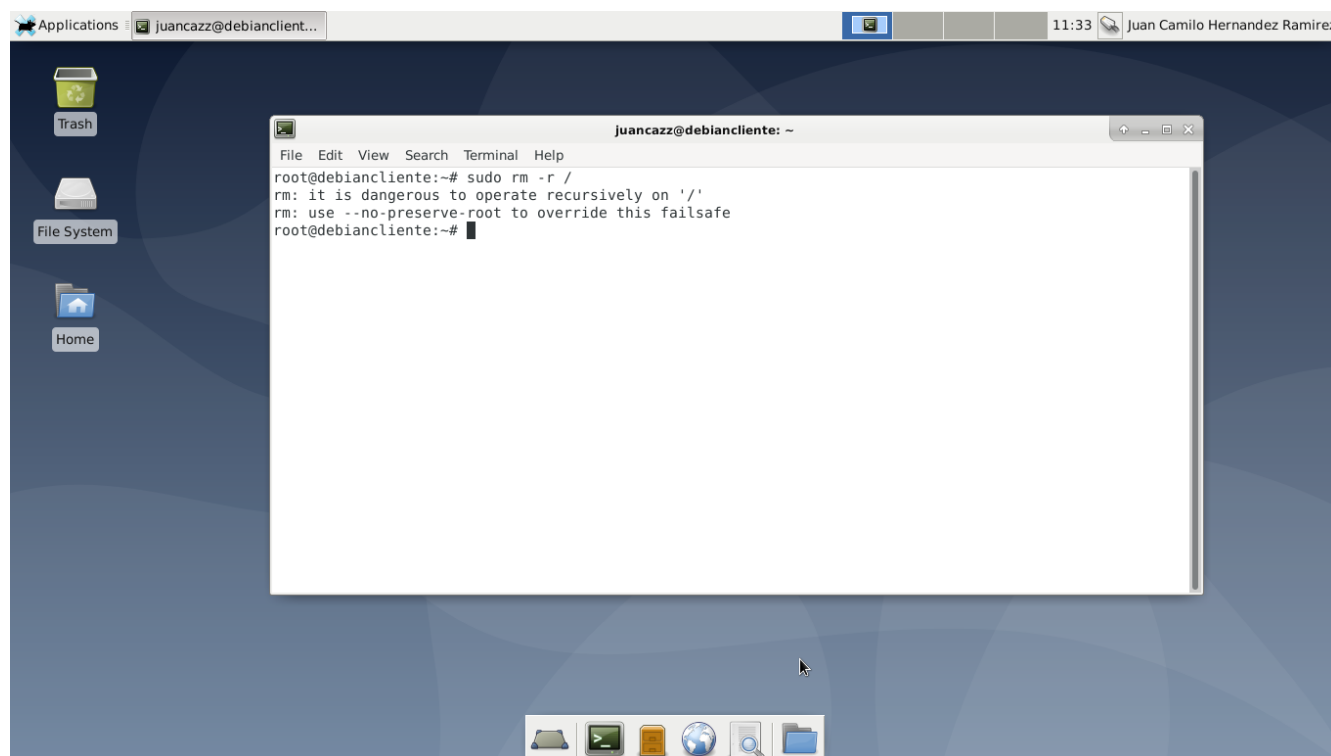 Applications juancazz@debianclient... 11:33 Juan Camilo Hernandez Ramire
Trash
File System
Home
juancazz@debiancliente: ~
File Edit View Search Terminal Help
root@debiancliente:~# sudo rm -r /
rm: it is dangerous to operate recursively on '/'
rm: use --no-preserve-root to override this failsafe
root@debiancliente:~#